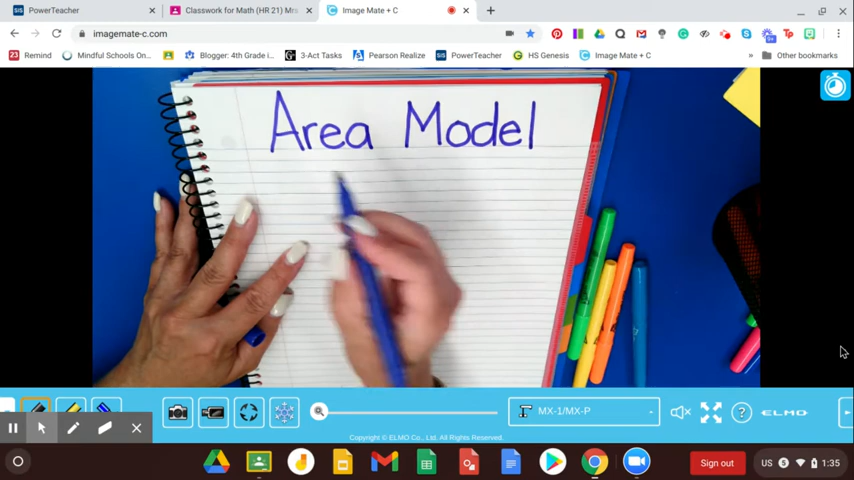 PowerTeacher
Classwork for Math (HR 21) Mrs
Image Mate + C
imagemate-c.com
Remind
Mindful Schools On...
Blogger: 4th Grade i...
3-Act Tasks
Pearson Realize
PowerTeacher
HS Genesis
Image Mate + C
Other bookmarks
Area Model
MX-1/MX-P
ELMO
Copyright © ELMO Co., Ltd. All Rights Reserved.
Sign out
US
1:35